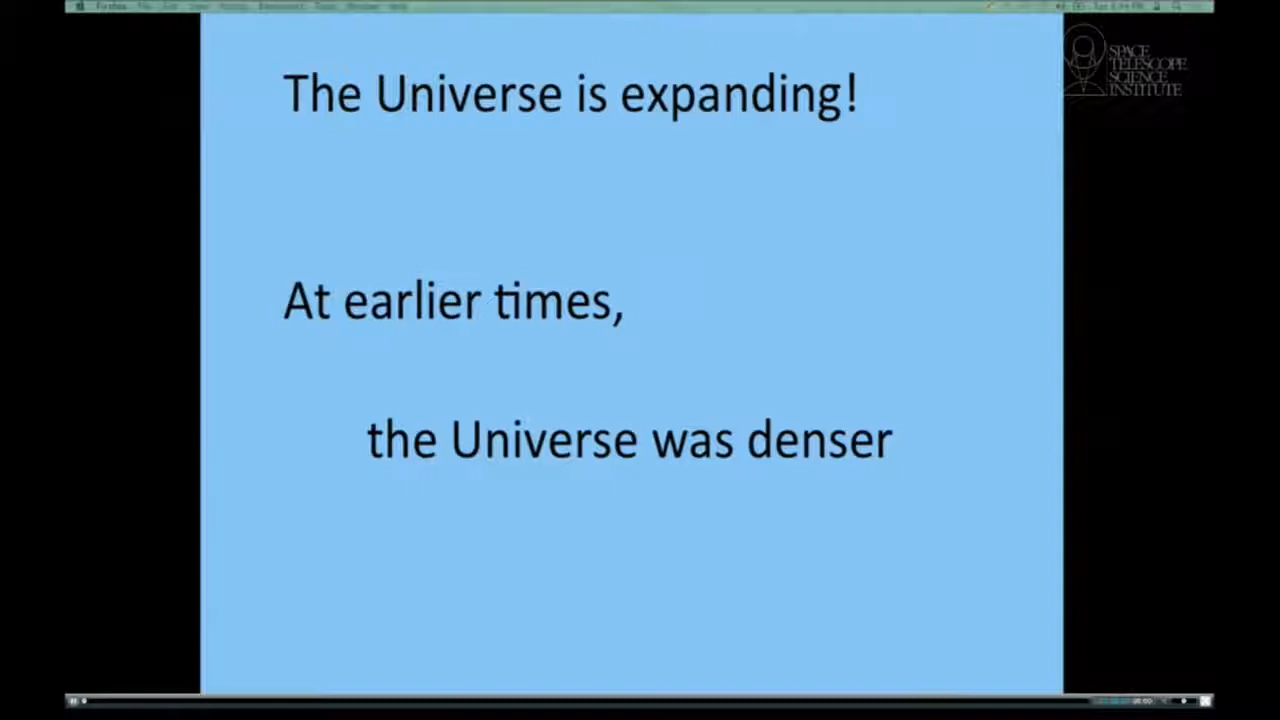 The Universe is expanding!
SPACE
TELESCOPE
SCIENCE
INSTITUTE
At earlier times,
the Universe was denser